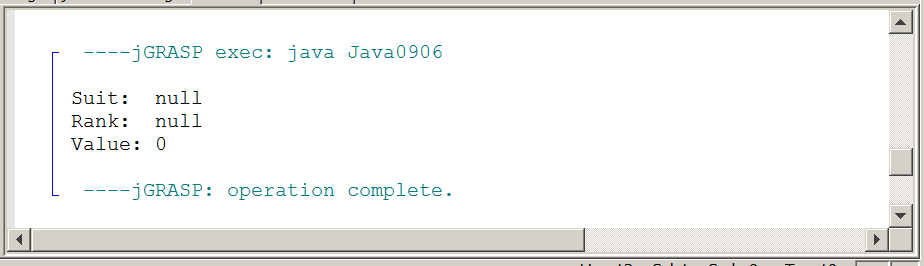 ----jGRASP exec: java Java0906
Suit:  null
Rank:  null
Value: 0
----jGRASP: operation complete.